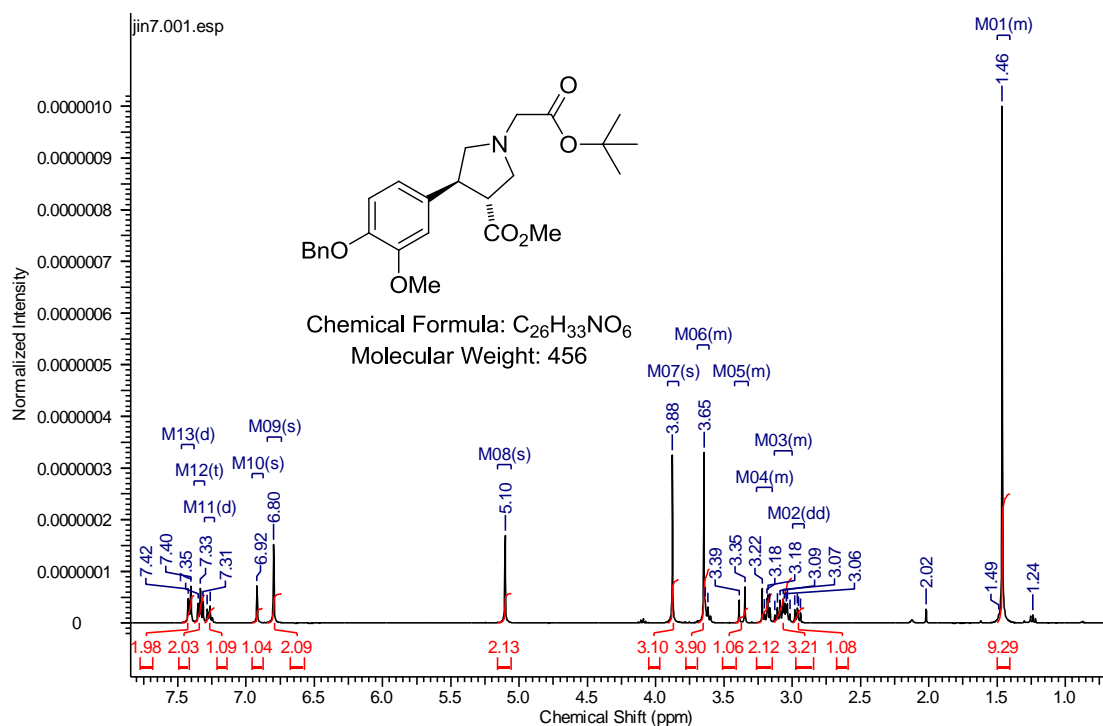 jin7.001.esp
M01(m)
1.46
O
N
O
CO2Me
BnO
OMe
Chemical Formula: C26H33NO6
Molecular Weight: 456
M06(m)
M07(s)
M05(m)
3.88
3.65
M13(d)
M09(s)
M12(t)
M10(s)
M11(d)
M08(s)
M03(m)
M04(m)
M02(dd)
7.42
7.40
7.35
7.33
7.31
6.92
6.80
5.10
3.39
3.35
3.22
3.18
3.18
3.09
3.07
3.06
2.02
1.49
1.24
Normalized Intensity
0.0000010
0.0000009
0.0000008
0.0000007
0.0000006
0.0000005
0.0000004
0.0000003
0.0000002
0.0000001
0
1.98 2.03 1.09 1.04 2.09 2.13 3.10 3.90 1.06 2.12 3.21 1.08 9.29
7.5 7.0 6.5 6.0 5.5 5.0 4.5 4.0 3.5 3.0 2.5 2.0 1.5 1.0
Chemical Shift (ppm)